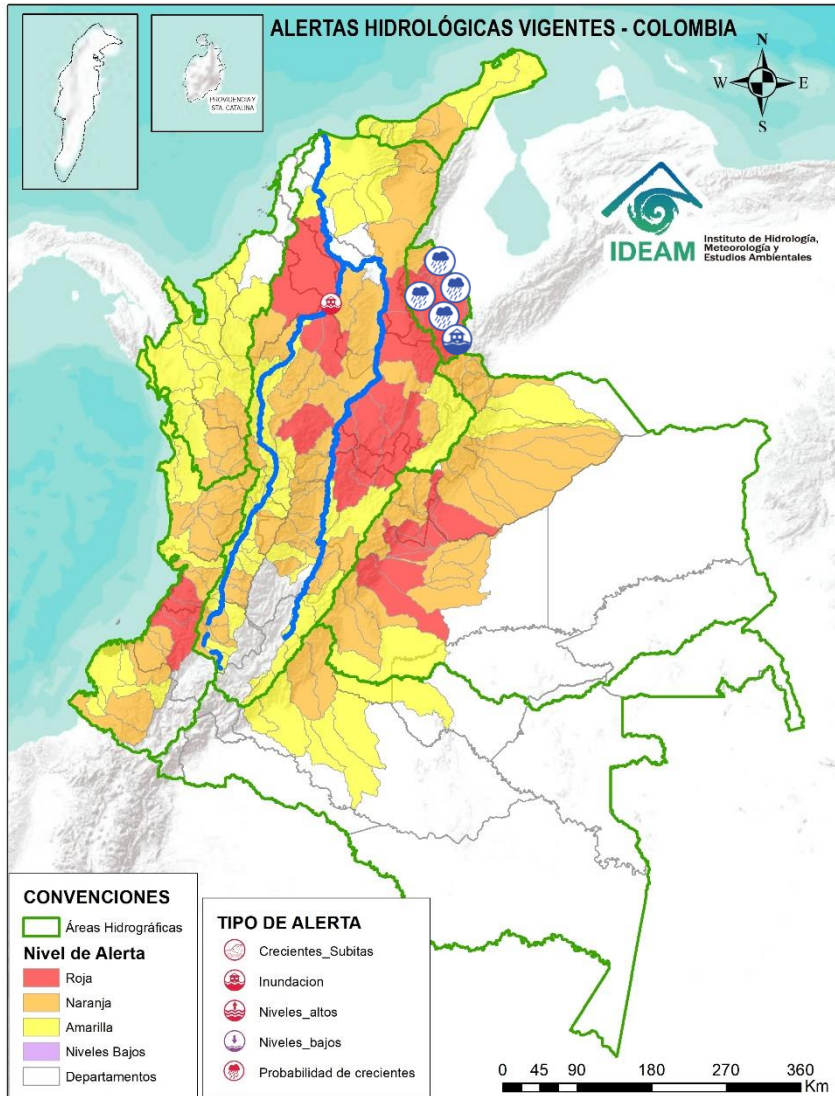 ALERTAS HIDROLÓGICAS VIGENTES - COLOMBIA
PROVIDENCIA Y
STA. CATALINA
N
W
E
S
IDEAM
Instituto de Hidrología,
Meteorología y
Estudios Ambientales
CONVENCIONES
Áreas Hidrográficas
Nivel de Alerta
Roja
Naranja
Amarilla
Niveles Bajos
Departamentos
TIPO DE ALERTA
Crecientes_Subitas
Inundacion
Niveles_altos
Niveles_bajos
Probabilidad de crecientes
0 45 90 180 270 360
Km